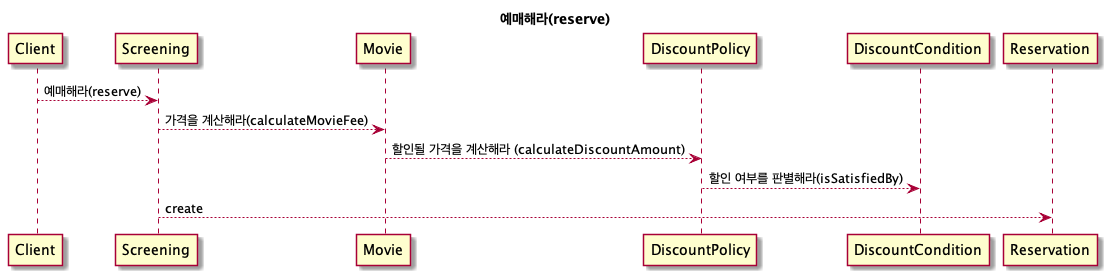 예매해라(reserve)
Client Screening Movie DiscountPolicy DiscountCondition Reservation
예매해라(reserve)
가격을 계산해라(calculateMovieFee)
할인될 가격을 계산해라 (calculateDiscountAmount)
할인 여부를 판별해라(isSatisfiedBy)
create
Client Screening Movie DiscountPolicy DiscountCondition Reservation